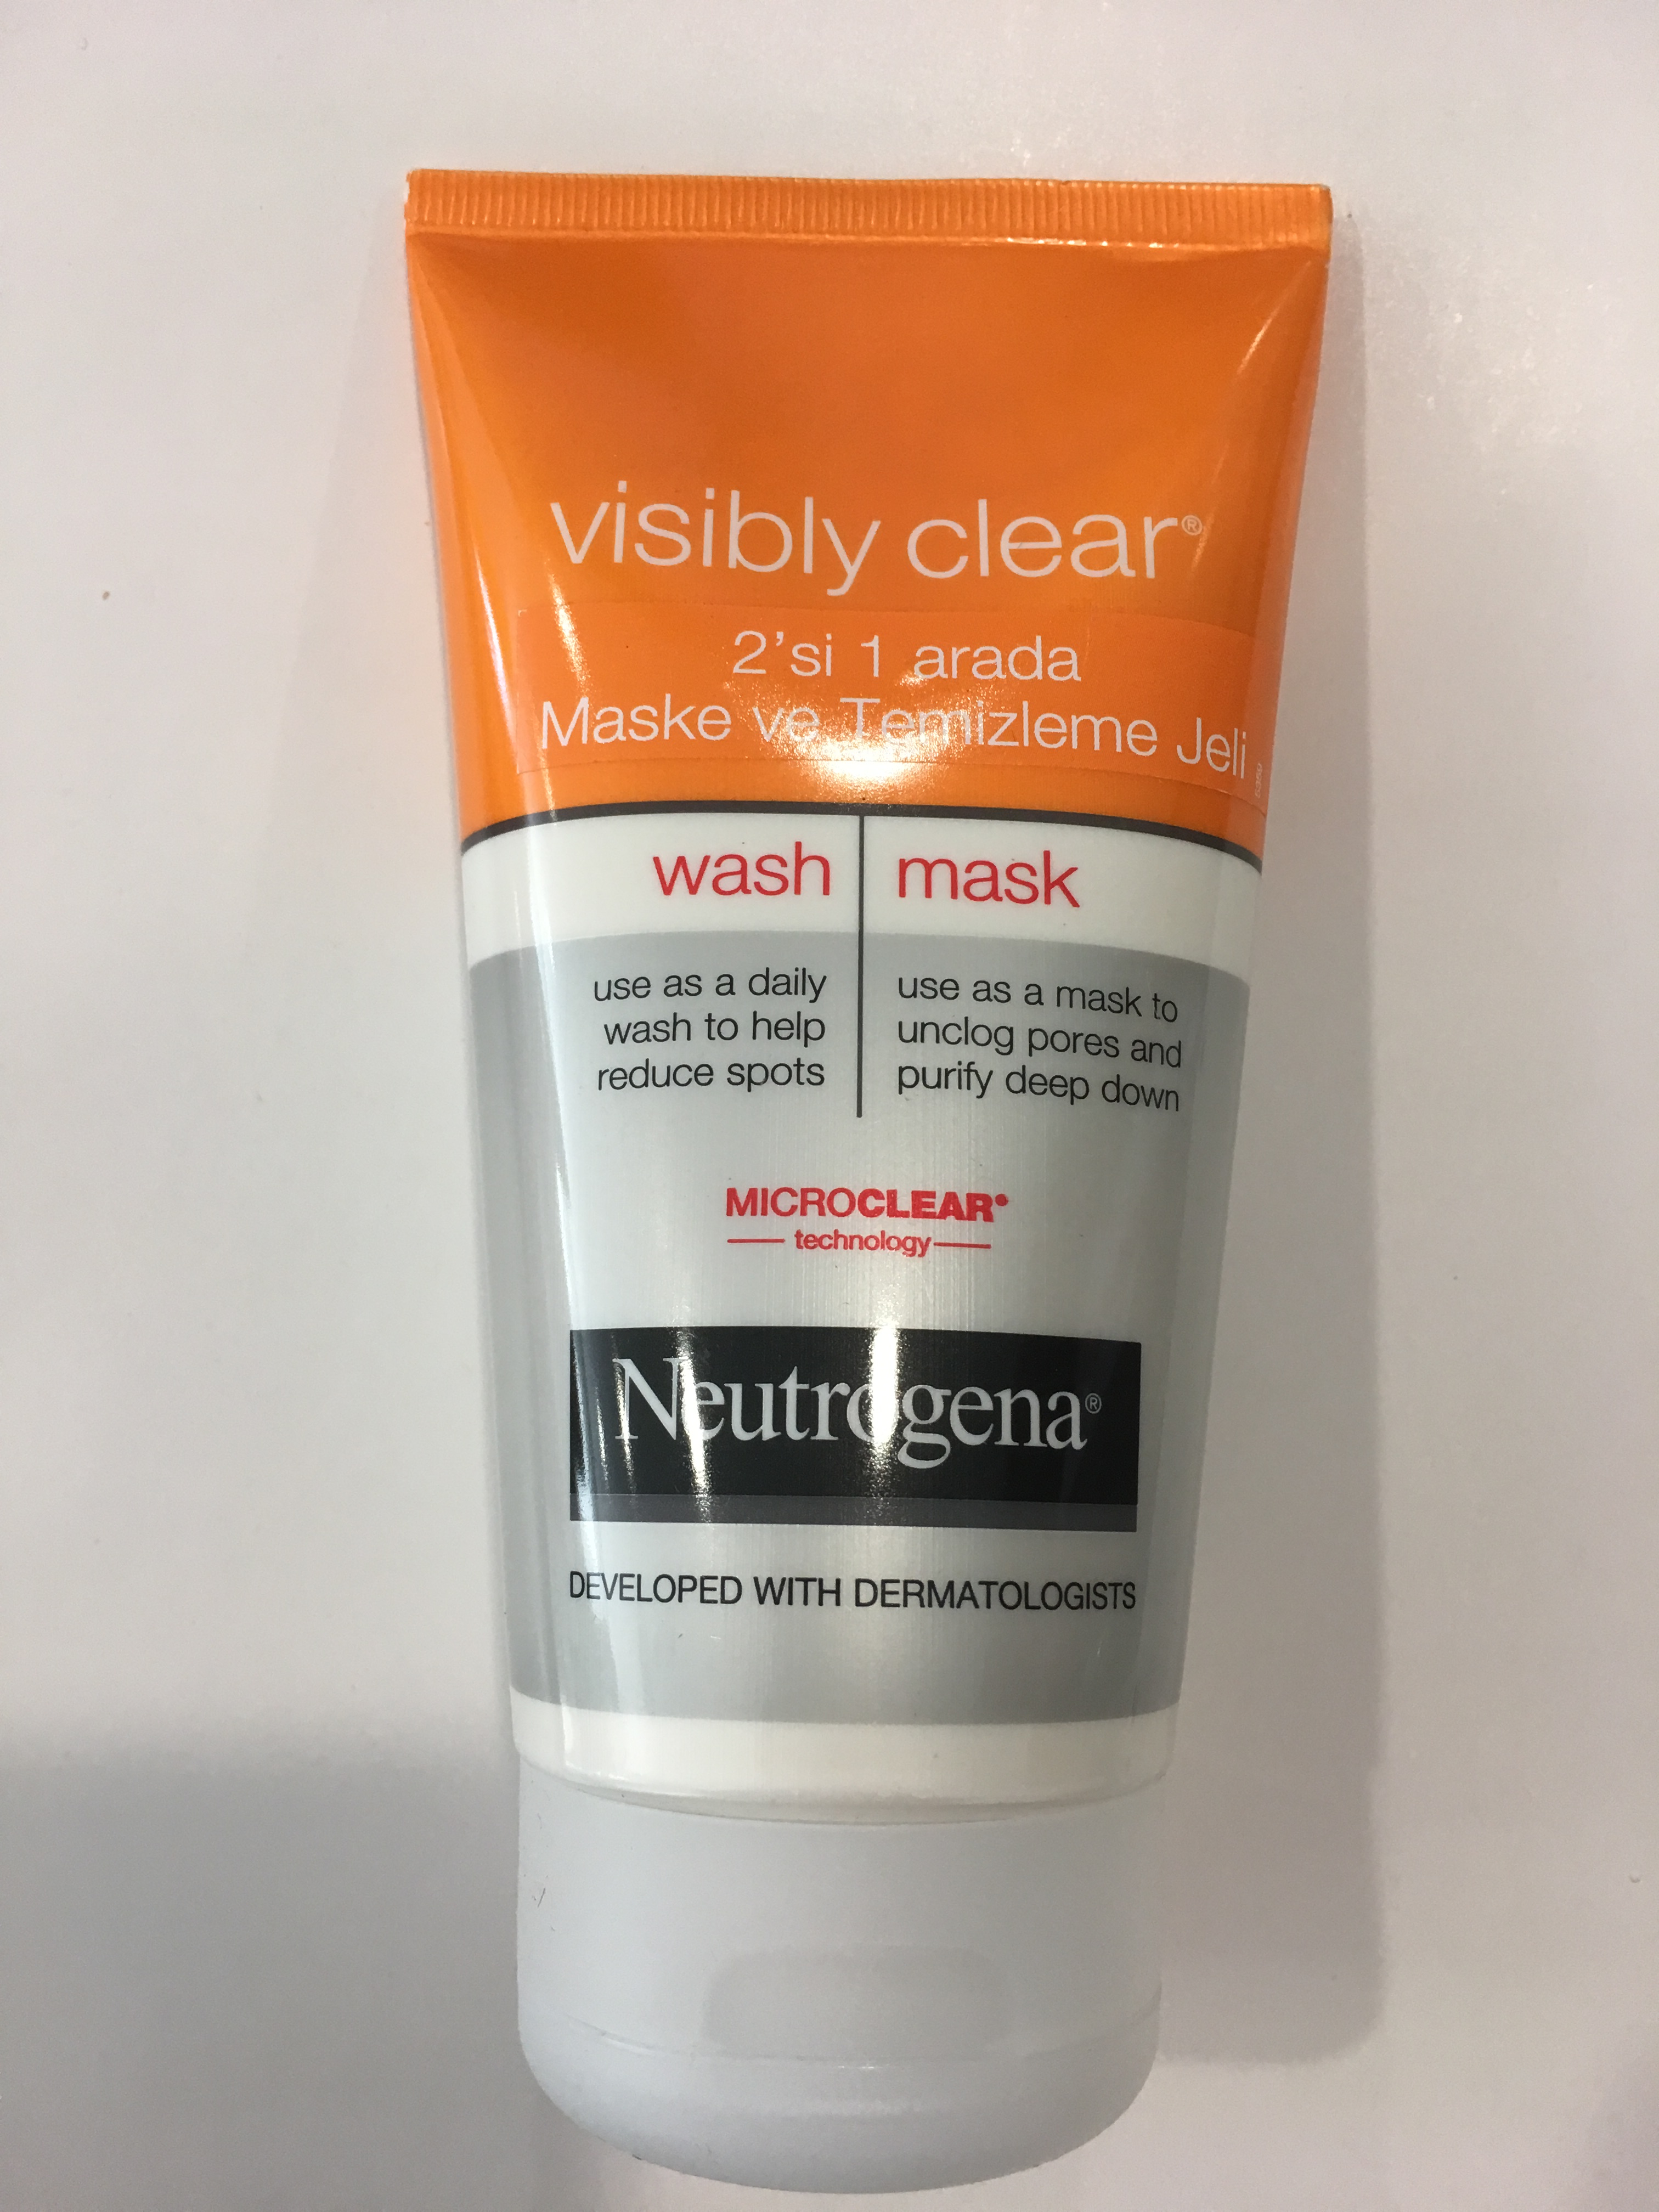 visibly clear®
2'si 1 arada
Maske ve Temizleme Jeli
wash
use as a daily
wash to help
reduce spots
mask
use as a mask to
unclog pores and
purify deep down
MICROCLEAR®
technology
Neutrogena®
DEVELOPED WITH DERMATOLOGISTS